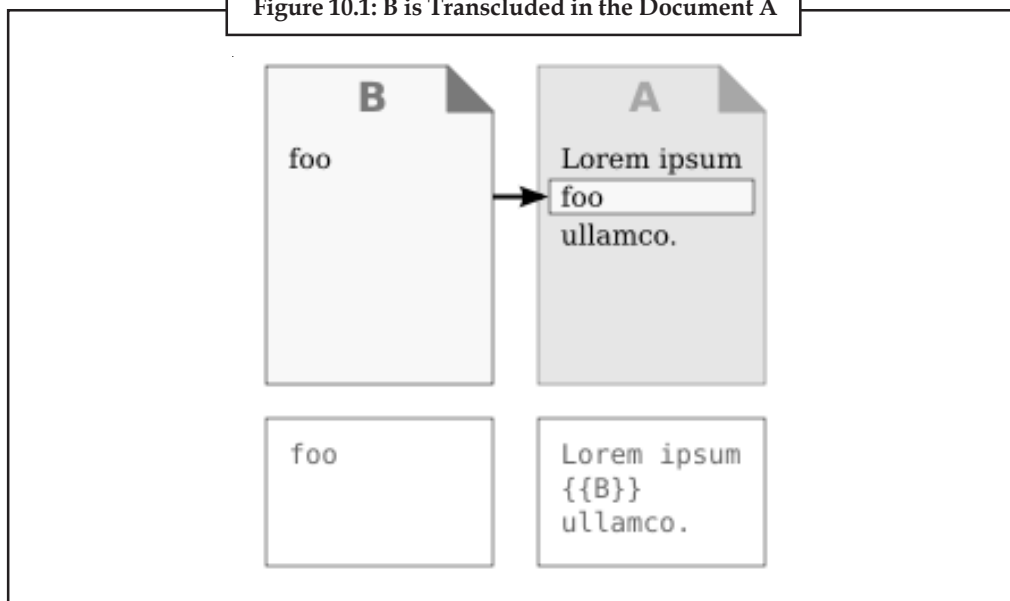 Figure 10.1: B is Transcluded in the Document A
B
foo
A
Lorem ipsum
foo
ullamco.
foo
Lorem ipsum
{{B}}
ullamco.